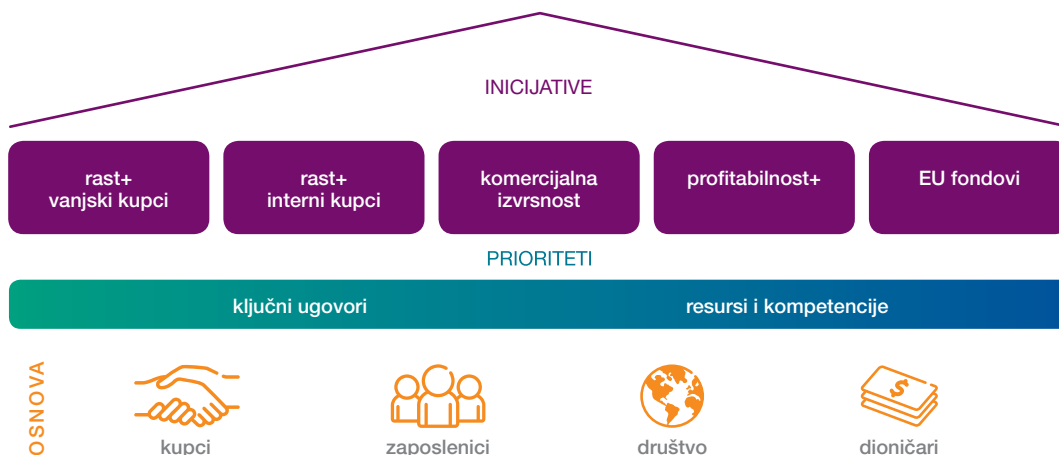 INICIJATIVE
rast+
vanjski kupci
rast+
interni kupci
komercijalna
izvrsnost
profitabilnost+
EU fondovi
PRIORITETI
ključni ugovori
resursi i kompetencije
OSNOVA
$
kupci
zaposlenici
društvo
dioničari